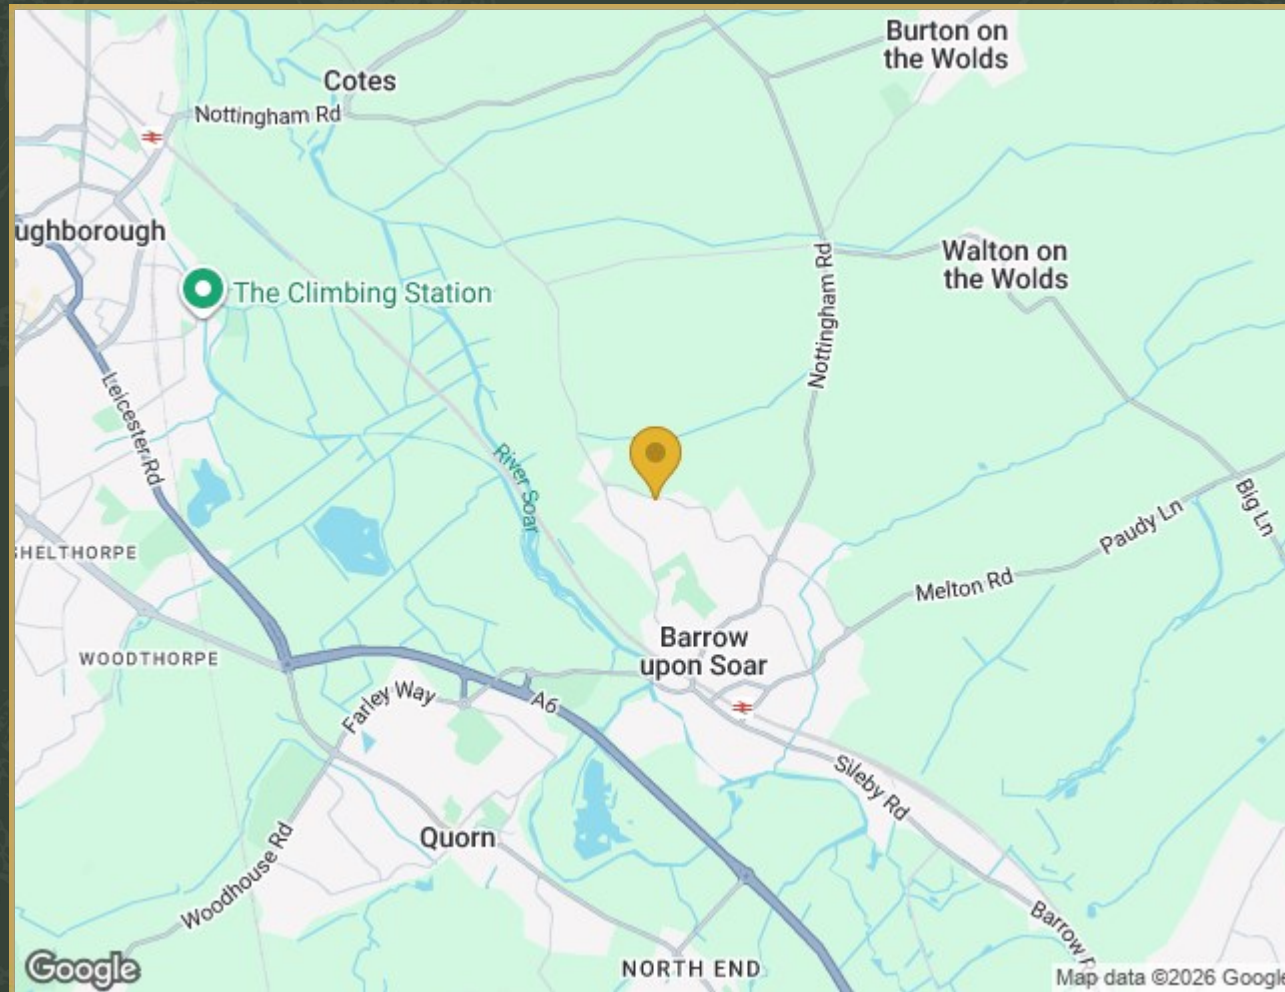 Burton on
the Wolds
Cotes
Nottingham Rd
ughborough
Nottingham Rd
Walton on
the Wolds
The Climbing Station
Leicester Rd
River Soar
SHELTHORPE
Big Ln
Paudy Ln
Melton Rd
Barrow
upon Soar
WOODTHORPE
Farley Way
A6
Sileby Rd
Quorn
Woodhouse Rd
Barrow R
NORTH END
Google
Map data ©2026 Google